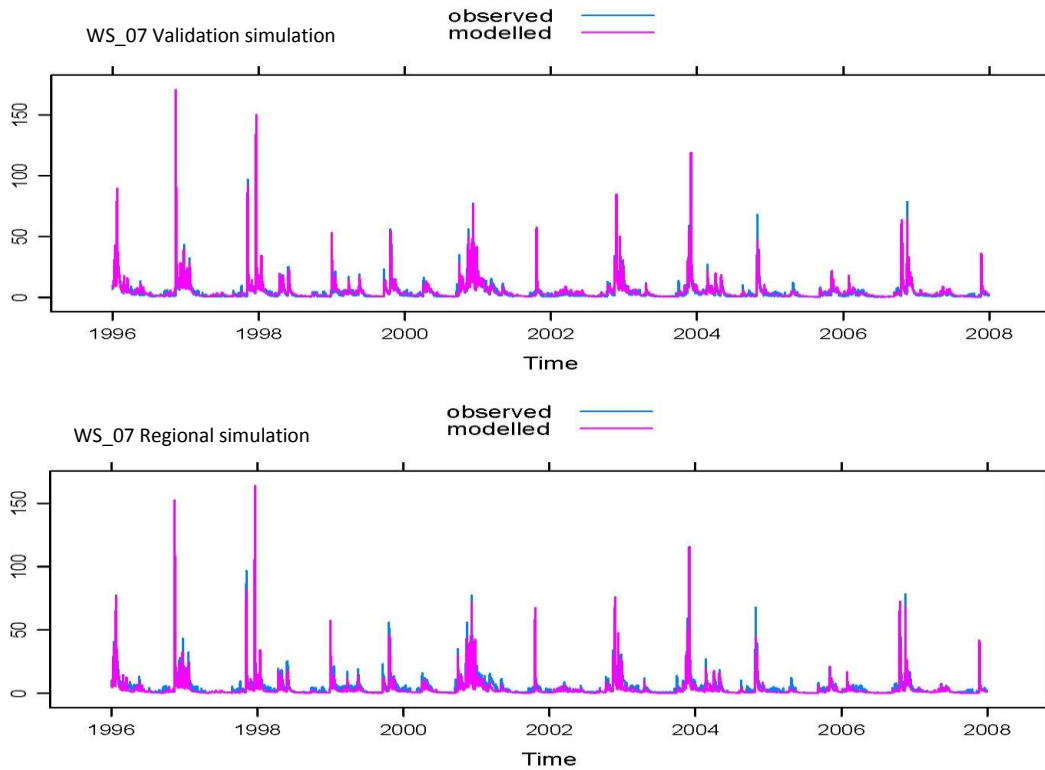 observed
modelled
WS_07 Validation simulation
150
100
50
0
1996 1998 2000 2002 2004 2006 2008
Time
observed
modelled
WS_07 Regional simulation
150
100
50
0
1996 1998 2000 2002 2004 2006 2008
Time